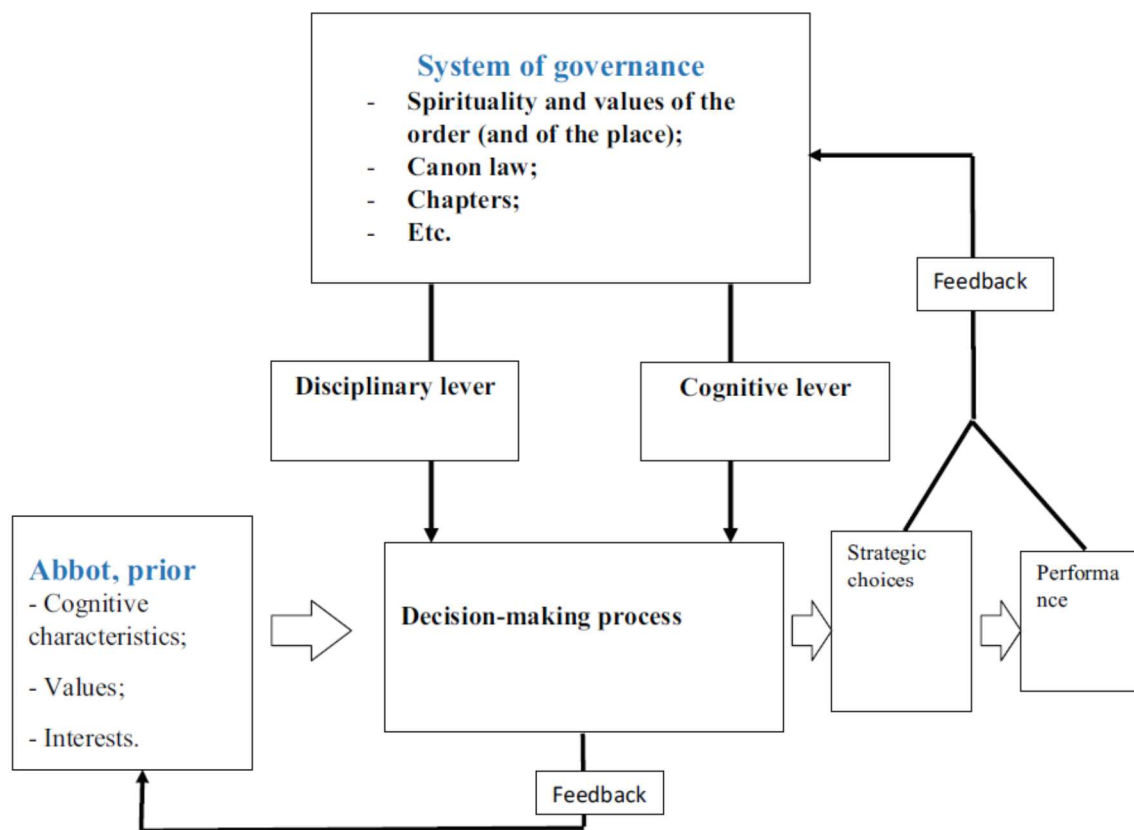 System of governance
- Spirituality and values of the
order (and of the place);
- Canon law;
- Chapters;
- Etc.
Feedback
Disciplinary lever
Cognitive lever
Abbot, prior
- Cognitive
characteristics;
- Values;
- Interests.
Decision-making process
Strategic
choices
Performa
nce
Feedback